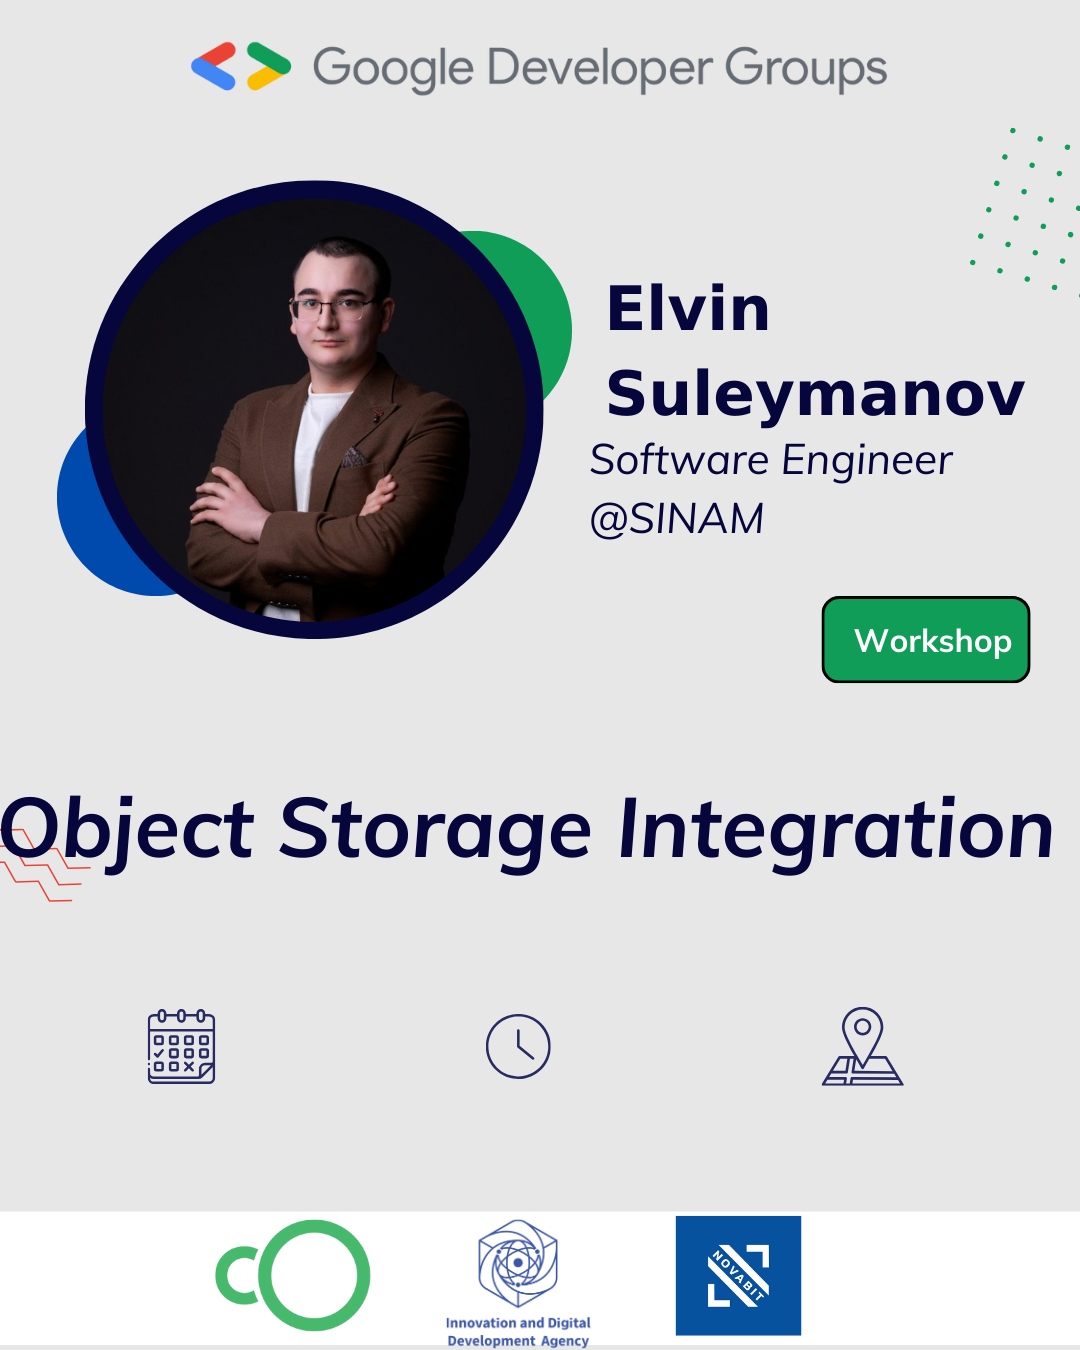 Google Developer Groups
Elvin
Suleymanov
Software Engineer
@SINAM
Workshop
Object Storage Integration
Innovation and Digital
Development Agency
NOVABIT